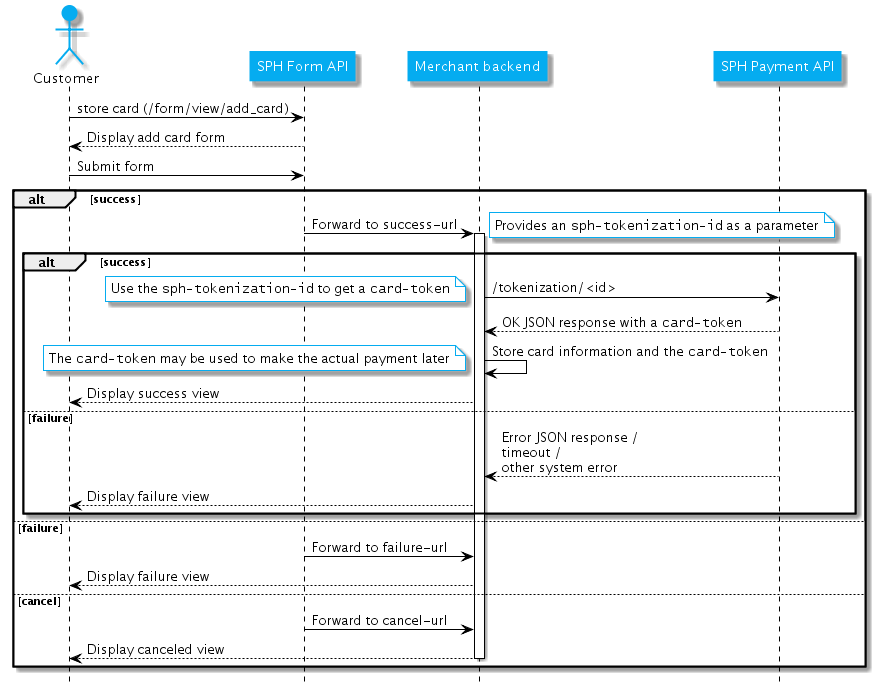 Customer
SPH Form API
Merchant backend
SPH Payment API
store card (/form/view/add_card)
Display add card form
Submit form
alt
[success]
Forward to success-url
Provides an sph-tokenization-id as a parameter
alt
[success]
Use the sph-tokenization-id to get a card-token
/tokenization/<id>
OK JSON response with a card-token
The card-token may be used to make the actual payment later
Store card information and the card-token
Display success view
[failure]
Error JSON response /
timeout /
other system error
Display failure view
[failure]
Forward to failure-url
Display failure view
[cancel]
Forward to cancel-url
Display canceled view